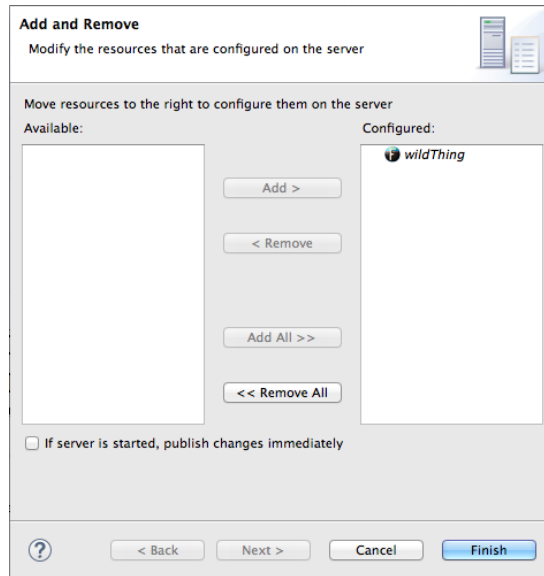 Add and Remove
Modify the resources that are configured on the server
Move resources to the right to configure them on the server
Available:
Configured:
wildThing
Add >
< Remove
Add All >>
<< Remove All
If server is started, publish changes immediately
?
< Back
Next >
Cancel
Finish